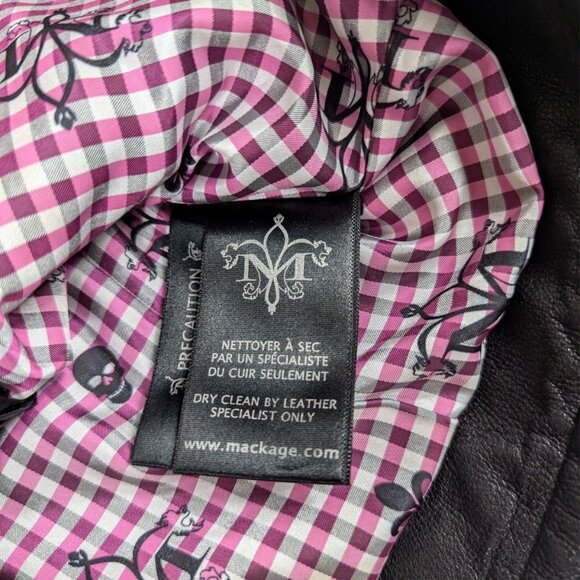 PRECAUTION
M
NETTOYER À SEC
PAR UN SPÉCIALISTE
DU CUIR SEULEMENT
DRY CLEAN BY LEATHER
SPECIALIST ONLY
www.mackage.com